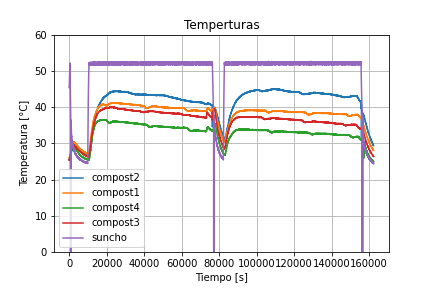 Temperturas
60
50
40
30
20
10
0
Temperatura [°C]
compost2
compost1
compost4
compost3
suncho
0 20000 40000 60000 80000 100000 120000 140000 160000
Tiempo [s]